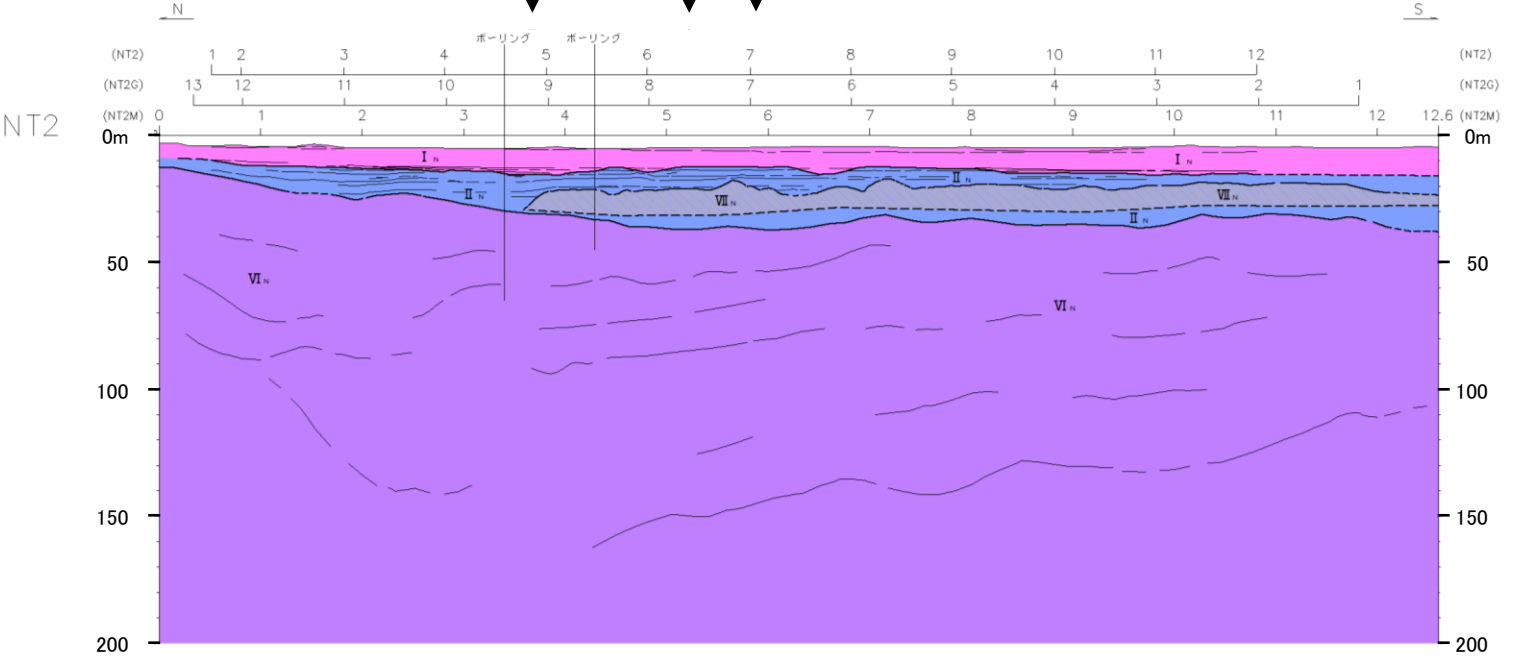 N S
ボーリング ボーリング
(NT2) 1 2 3 4 5 6 7 8 9 10 11 12 (NT2)
(NT2G) 13 12 11 10 9 8 7 6 5 4 3 2 1 (NT2G)
NT2 (NT2M) 0 1 2 3 4 5 6 7 8 9 10 11 12 12.6 (NT2M)
0m 0m
Ⅰ N Ⅰ N
Ⅱ N Ⅶ N Ⅱ Ⅶ N
Ⅱ N
50 50
Ⅵ N Ⅵ N
100 100
150 150
200 200